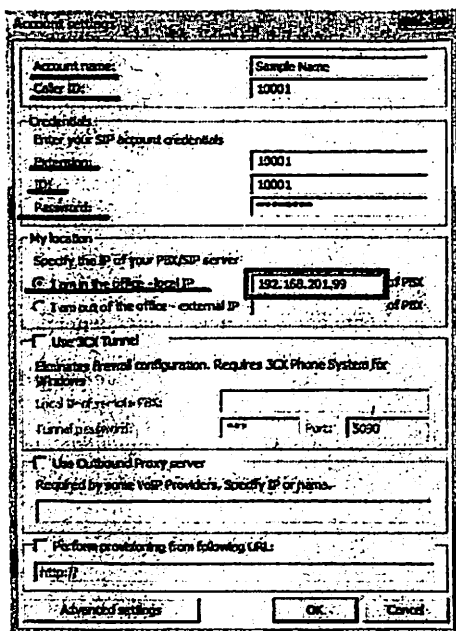 Account settings
Account name: Sample Name
Caller ID: 10001
Credentials
Enter your SIP account credentials
Extension: 10001
ID: 10001
Password: **********
My location
Specify the IP of your PBX/SIP server
I am in the office - local IP 192.168.201.99 of PBX
I am out of the office - external IP of PBX
Use 3CX Tunnel
Eliminates firewall configuration. Requires 3CX Phone System for
Windows
Local IP of remote PBX:
Tunnel password: **** Port: 5090
Use Outbound Proxy server
Required by some VoIP Providers. Specify IP or name.
Perform provisioning from following URL:
http://
Advanced settings OK Cancel